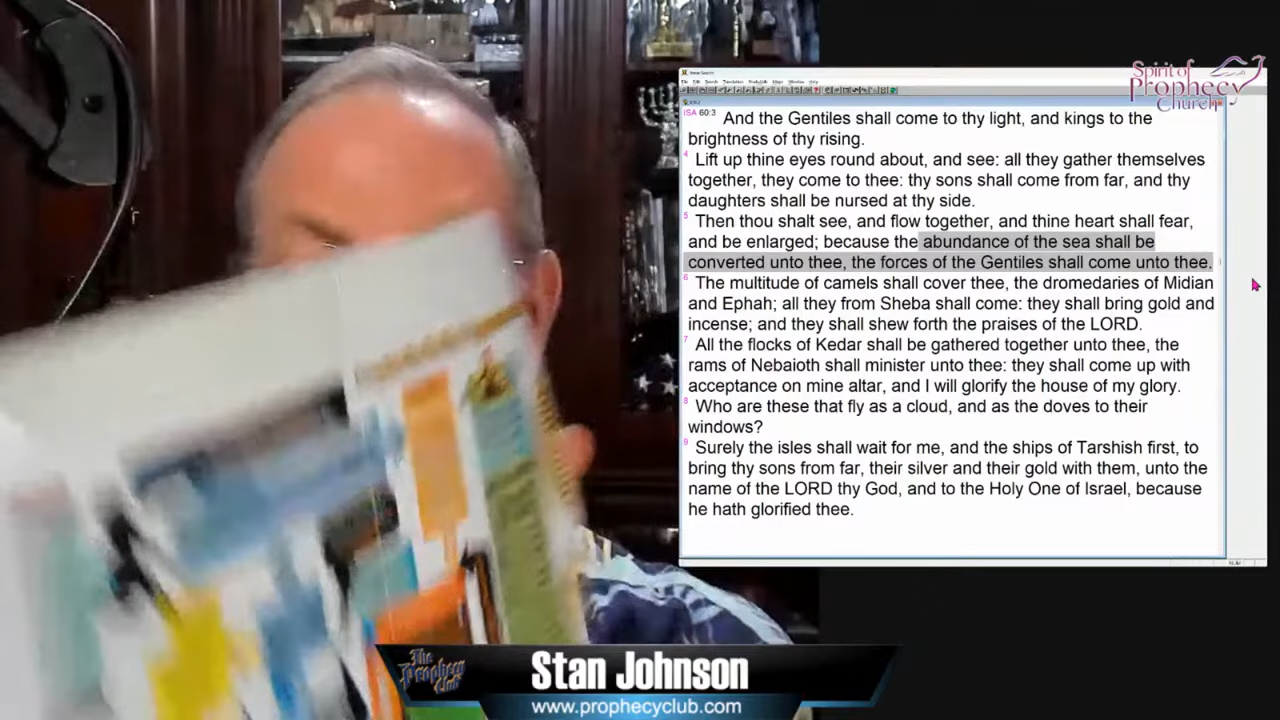 Spirit of
Prophecy
Church
ISA 60:3 And the Gentiles shall come to thy light, and kings to the
brightness of thy rising.
4 Lift up thine eyes round about, and see: all they gather themselves
together, they come to thee: thy sons shall come from far, and thy
daughters shall be nursed at thy side.
5 Then thou shalt see, and flow together, and thine heart shall fear,
and be enlarged; because the abundance of the sea shall be
converted unto thee, the forces of the Gentiles shall come unto thee.
6 The multitude of camels shall cover thee, the dromedaries of Midian
and Ephah; all they from Sheba shall come: they shall bring gold and
incense; and they shall shew forth the praises of the LORD.
7 All the flocks of Kedar shall be gathered together unto thee, the
rams of Nebaioth shall minister unto thee: they shall come up with
acceptance on mine altar, and I will glorify the house of my glory.
8 Who are these that fly as a cloud, and as the doves to their
windows?
9 Surely the isles shall wait for me, and the ships of Tarshish first, to
bring thy sons from far, their silver and their gold with them, unto the
name of the LORD thy God, and to the Holy One of Israel, because
he hath glorified thee.
The
Prophecy
Club
Stan Johnson
www.prophecyclub.com